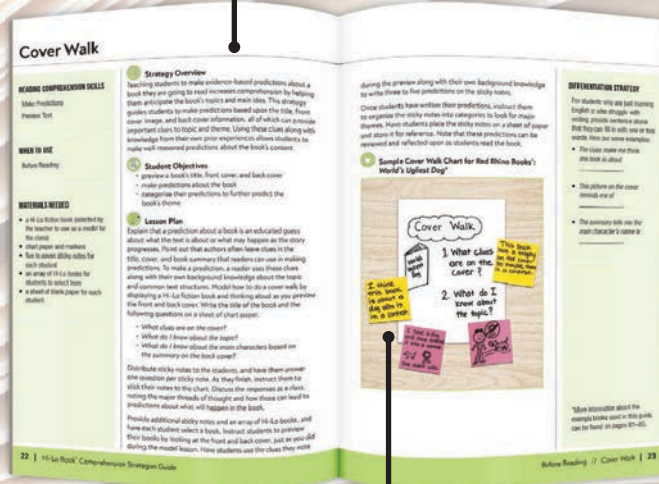 Cover Walk
READING COMPREHENSION SKILLS
Make Predictions
Preview Text
WHEN TO USE
Before Reading
MATERIALS NEEDED
• a Hi-Lo fiction book (selected by
the teacher to use as a model for
the class)
• chart paper and markers
• five to seven sticky notes for
each student
• an array of Hi-Lo books for
students to select from
• a sheet of blank paper for each
student
Strategy Overview
Teaching students to make evidence-based predictions about a
book they are going to read increases comprehension by helping
them anticipate the book's topics and main idea. This strategy
guides students to make predictions based upon the title, front
cover image, and back cover information, all of which can provide
important clues to topic and theme. Using these clues along with
knowledge from their own prior experiences allows students to
make well-reasoned predictions about the book's content.
Student Objectives
• preview a book's title, front cover, and back cover
• make predictions about the book
• categorize their predictions to further predict the
book's theme
Lesson Plan
Explain that a prediction about a book is an educated guess
about what the text is about or what may happen as the story
progresses. Point out that authors often leave clues in the
title, cover, and book summary that readers can use in making
predictions. To make a prediction, a reader uses these clues
along with their own background knowledge about the topic
and common text structures. Model how to do a cover walk by
displaying a Hi-Lo fiction book and thinking aloud as you preview
the front and back cover. Write the title of the book and the
following questions on a sheet of chart paper:
• What clues are on the cover?
• What do I know about the topic?
• What do I know about the main characters based on
the summary on the book cover?
Distribute sticky notes to the students, and have them answer
one question per sticky note. As they finish, instruct them to
stick their notes to the chart. Discuss the responses as a class,
noting the major threads of thought and how those can lead to
predictions about what will happen in the book.
Provide additional sticky notes and an array of Hi-Lo books, and
have each student select a book. Instruct students to preview
their books by looking at the front and back cover, just as you did
during the model lesson. Have students use the clues they note
22 | Hi-Lo Book Comprehension Strategies Guide
during the preview along with their own background knowledge
to write three to five predictions on the sticky notes.
Once students have written their predictions, instruct them
to organize the sticky notes into categories to look for major
themes. Have students place the sticky notes on a sheet of paper
and store it for reference. Note that these predictions can be
reviewed and reflected upon as students read the book.
Sample Cover Walk Chart for Red Rhino Books':
World's Ugliest Dog*
Cover Walk
World's
Ugliest
Dog
1. What clues
are on the
cover?
2. What do I
know about
the topic?
This book
has a trophy
on the cover
so maybe they're
in a contest.
I think
this book
is about a
dog who is
in a contest
DIFFERENTIATION STRATEGY
For students who are just learning
English or who struggle with
writing, provide sentence stems
that they can fill in with one or two
words. Here are some examples:
• The clues make me think
the book is about
• This picture on the cover
reminds me of
• The summary tells me the
main character's name is
*More information about the
example books used in this guide
can be found on pages
Before Reading // Cover Walk | 23